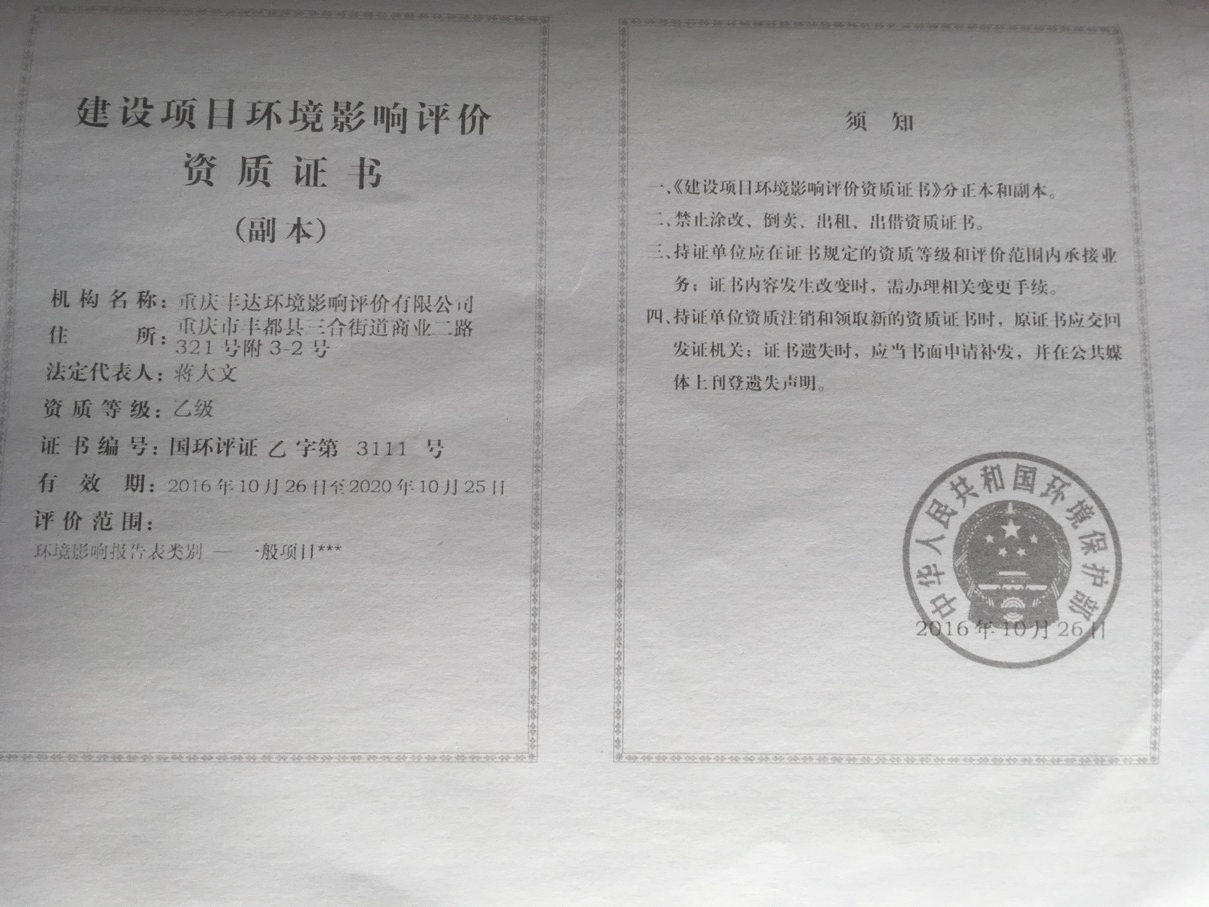 建设项目环境影响评价
资质证书
(副本)
机构名称：重庆丰达环境影响评价有限公司
住所：重庆市丰都县三合街道商业二路
321号附3-2号
法定代表人：蒋大文
资质等级：乙级
证书编号：国环评证 乙 字第 3111 号
有效期：2016年10月26日至2020年10月25日
评价范围：
环境影响报告表类别 — 一般项目***
须知
一、《建设项目环境影响评价资质证书》分正本和副本。
二、禁止涂改、倒卖、出租、出借资质证书。
三、持证单位应在证书规定的资质等级和评价范围内承接业
务；证书内容发生改变时，需办理相关变更手续。
四、持证单位资质注销和领取新的资质证书时，原证书应交回
发证机关；证书遗失时，应当书面申请补发，并在公共媒
体上刊登遗失声明。
中华人民共和国环境保护部
2016年10月26日